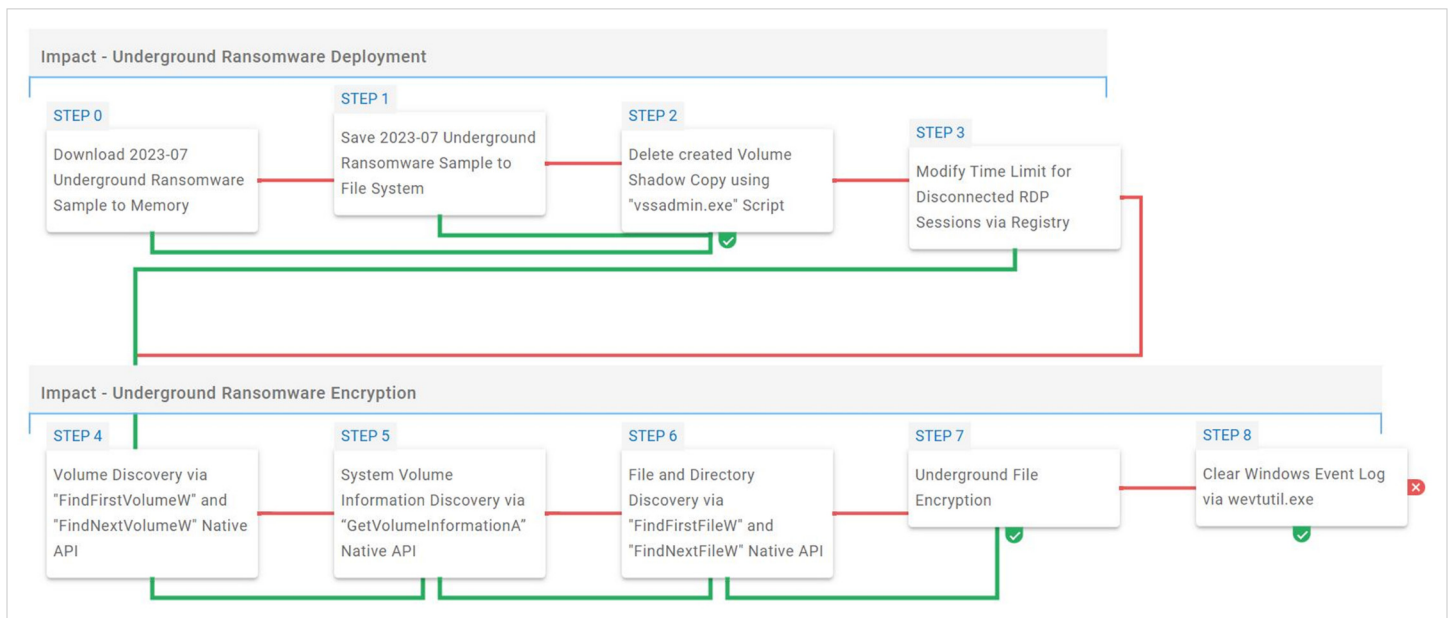 Impact - Underground Ransomware Deployment
STEP 0
Download 2023-07
Underground Ransomware
Sample to Memory
STEP 1
Save 2023-07 Underground
Ransomware Sample to
File System
STEP 2
Delete created Volume
Shadow Copy using
"vssadmin.exe" Script
STEP 3
Modify Time Limit for
Disconnected RDP
Sessions via Registry
Impact - Underground Ransomware Encryption
STEP 4
Volume Discovery via
"FindFirstVolumeW" and
"FindNextVolumeW" Native
API
STEP 5
System Volume
Information Discovery via
“GetVolumeInformationA”
Native API
STEP 6
File and Directory
Discovery via
"FindFirstFileW" and
"FindNextFileW" Native API
STEP 7
Underground File
Encryption
STEP 8
Clear Windows Event Log
via wevtutil.exe